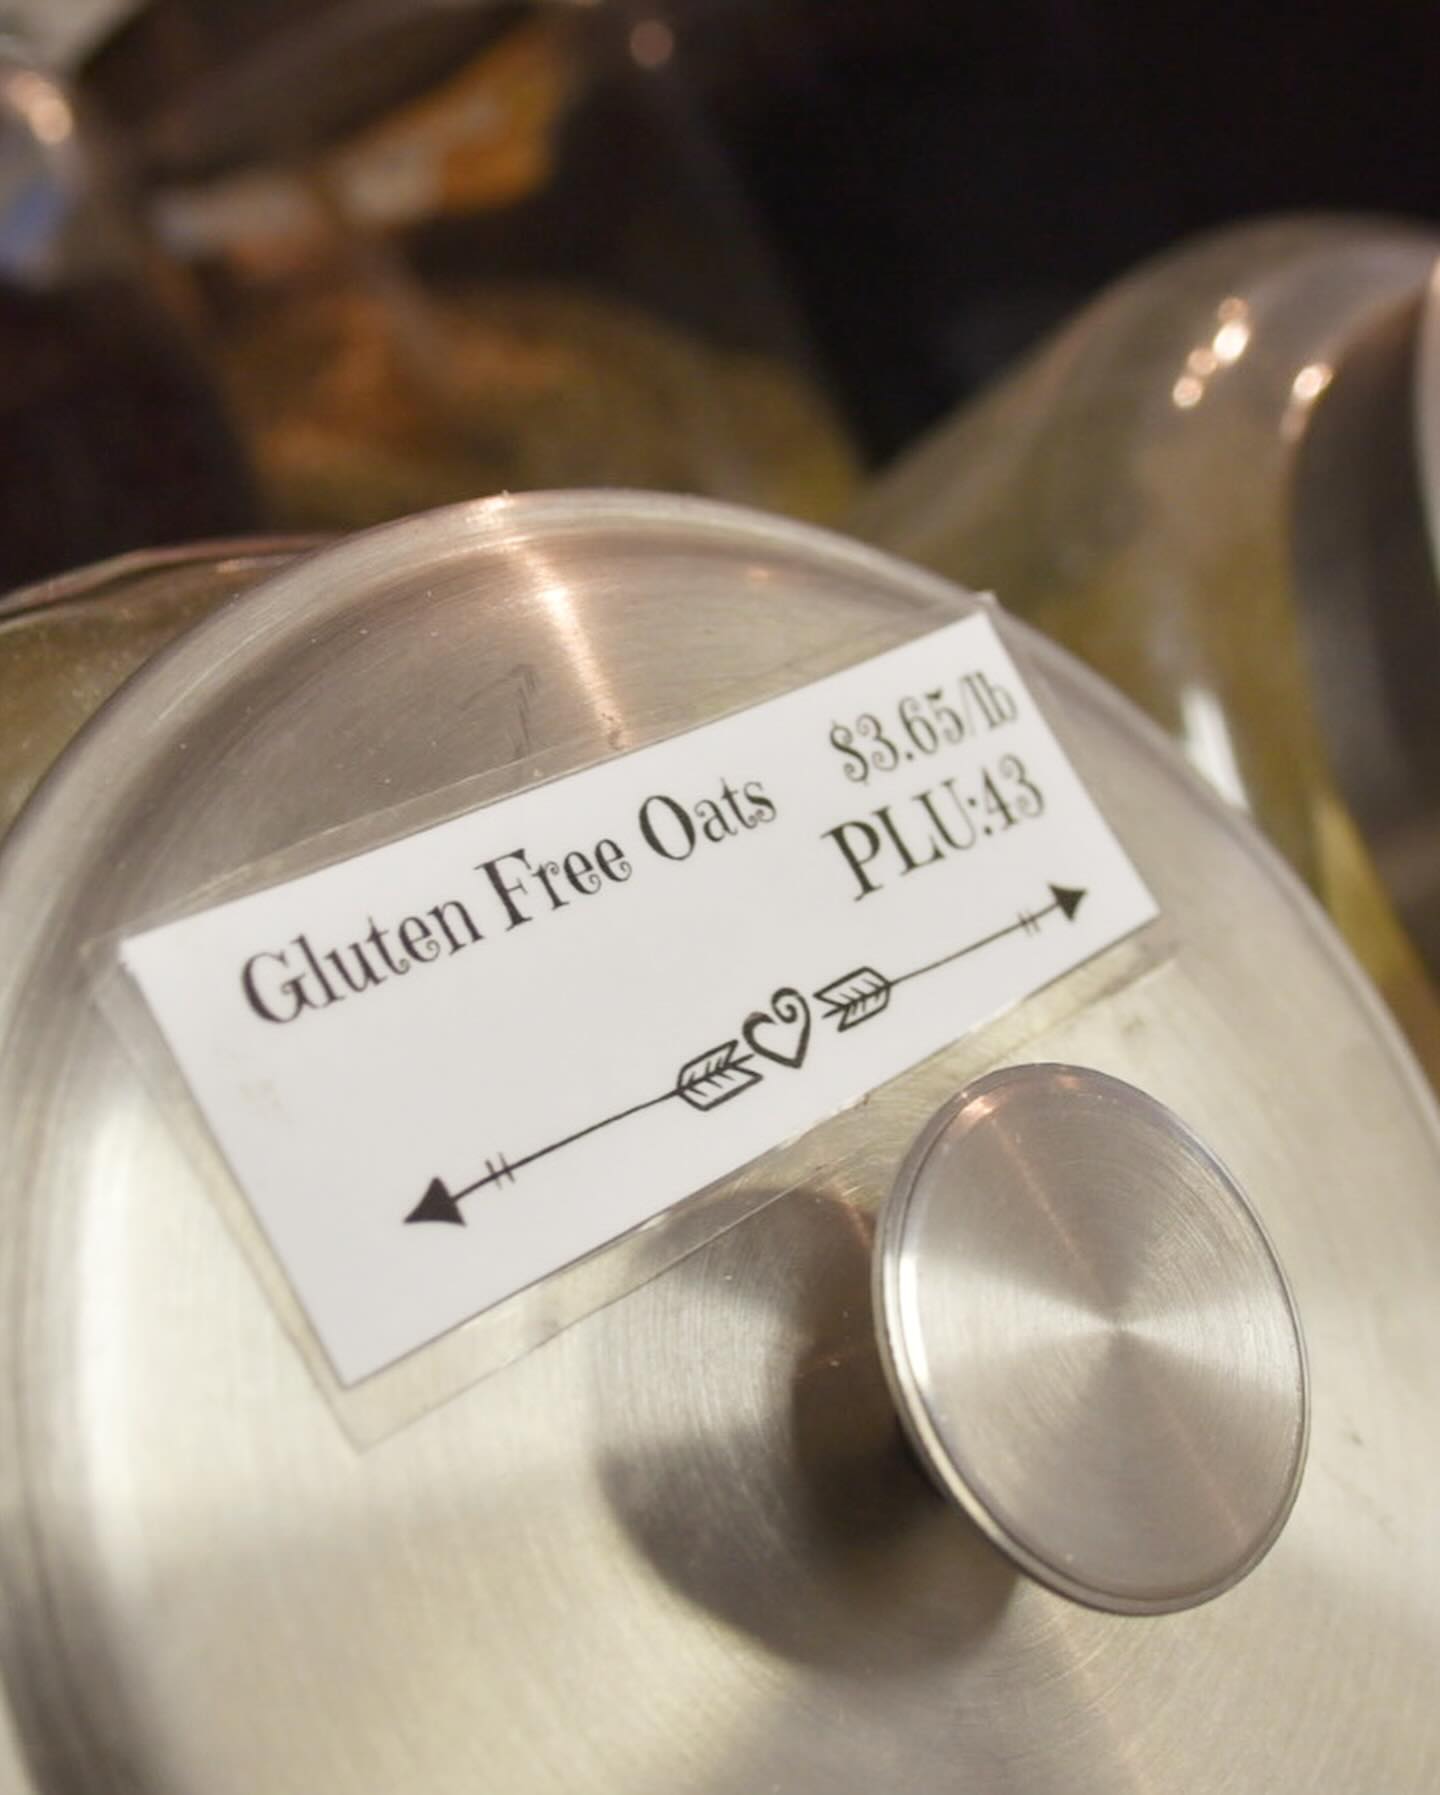 Gluten Free Oats
$3.65/lb
PLU:43